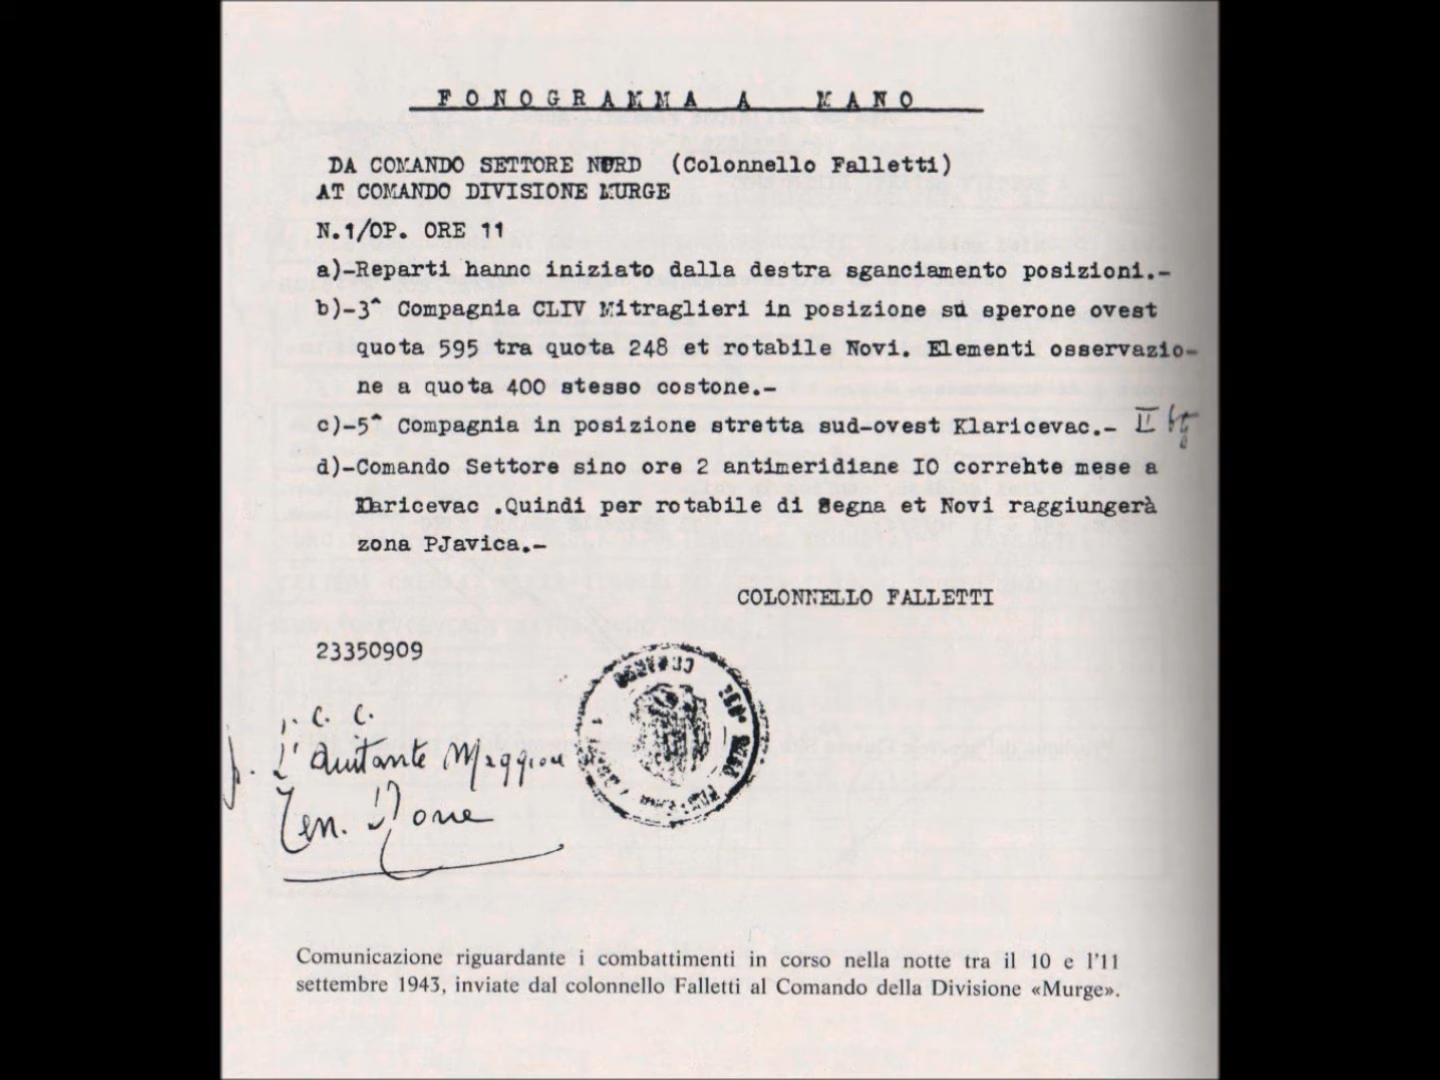 FONOGRAMMA A MANO
DA COMANDO SETTORE NORD (Colonnello Falletti)
AT COMANDO DIVISIONE MURGE
N.1/OP. ORE 11
a)-Reparti hanno iniziato dalla destra sganciamento posizioni.-
b)-3^ Compagnia CLIV Mitraglieri in posizione su sperone ovest
quota 595 tra quota 248 et rotabile Novi. Elementi osservazio-
ne a quota 400 stesso costone.-
c)-5^ Compagnia in posizione stretta sud-ovest Klaricevac.- II btg
d)-Comando Settore sino ore 2 antimeridiane IO correhte mese a
Klaricevac .Quindi per rotabile di Segna et Novi raggiungerà
zona PJavica.-
COLONNELLO FALLETTI
23350909
p. c. c.
p. L'Aiutante Maggiore
Ten.
Comunicazione riguardante i combattimenti in corso nella notte tra il 10 e l'11
settembre 1943, inviate dal colonnello Falletti al Comando della Divisione «Murge».